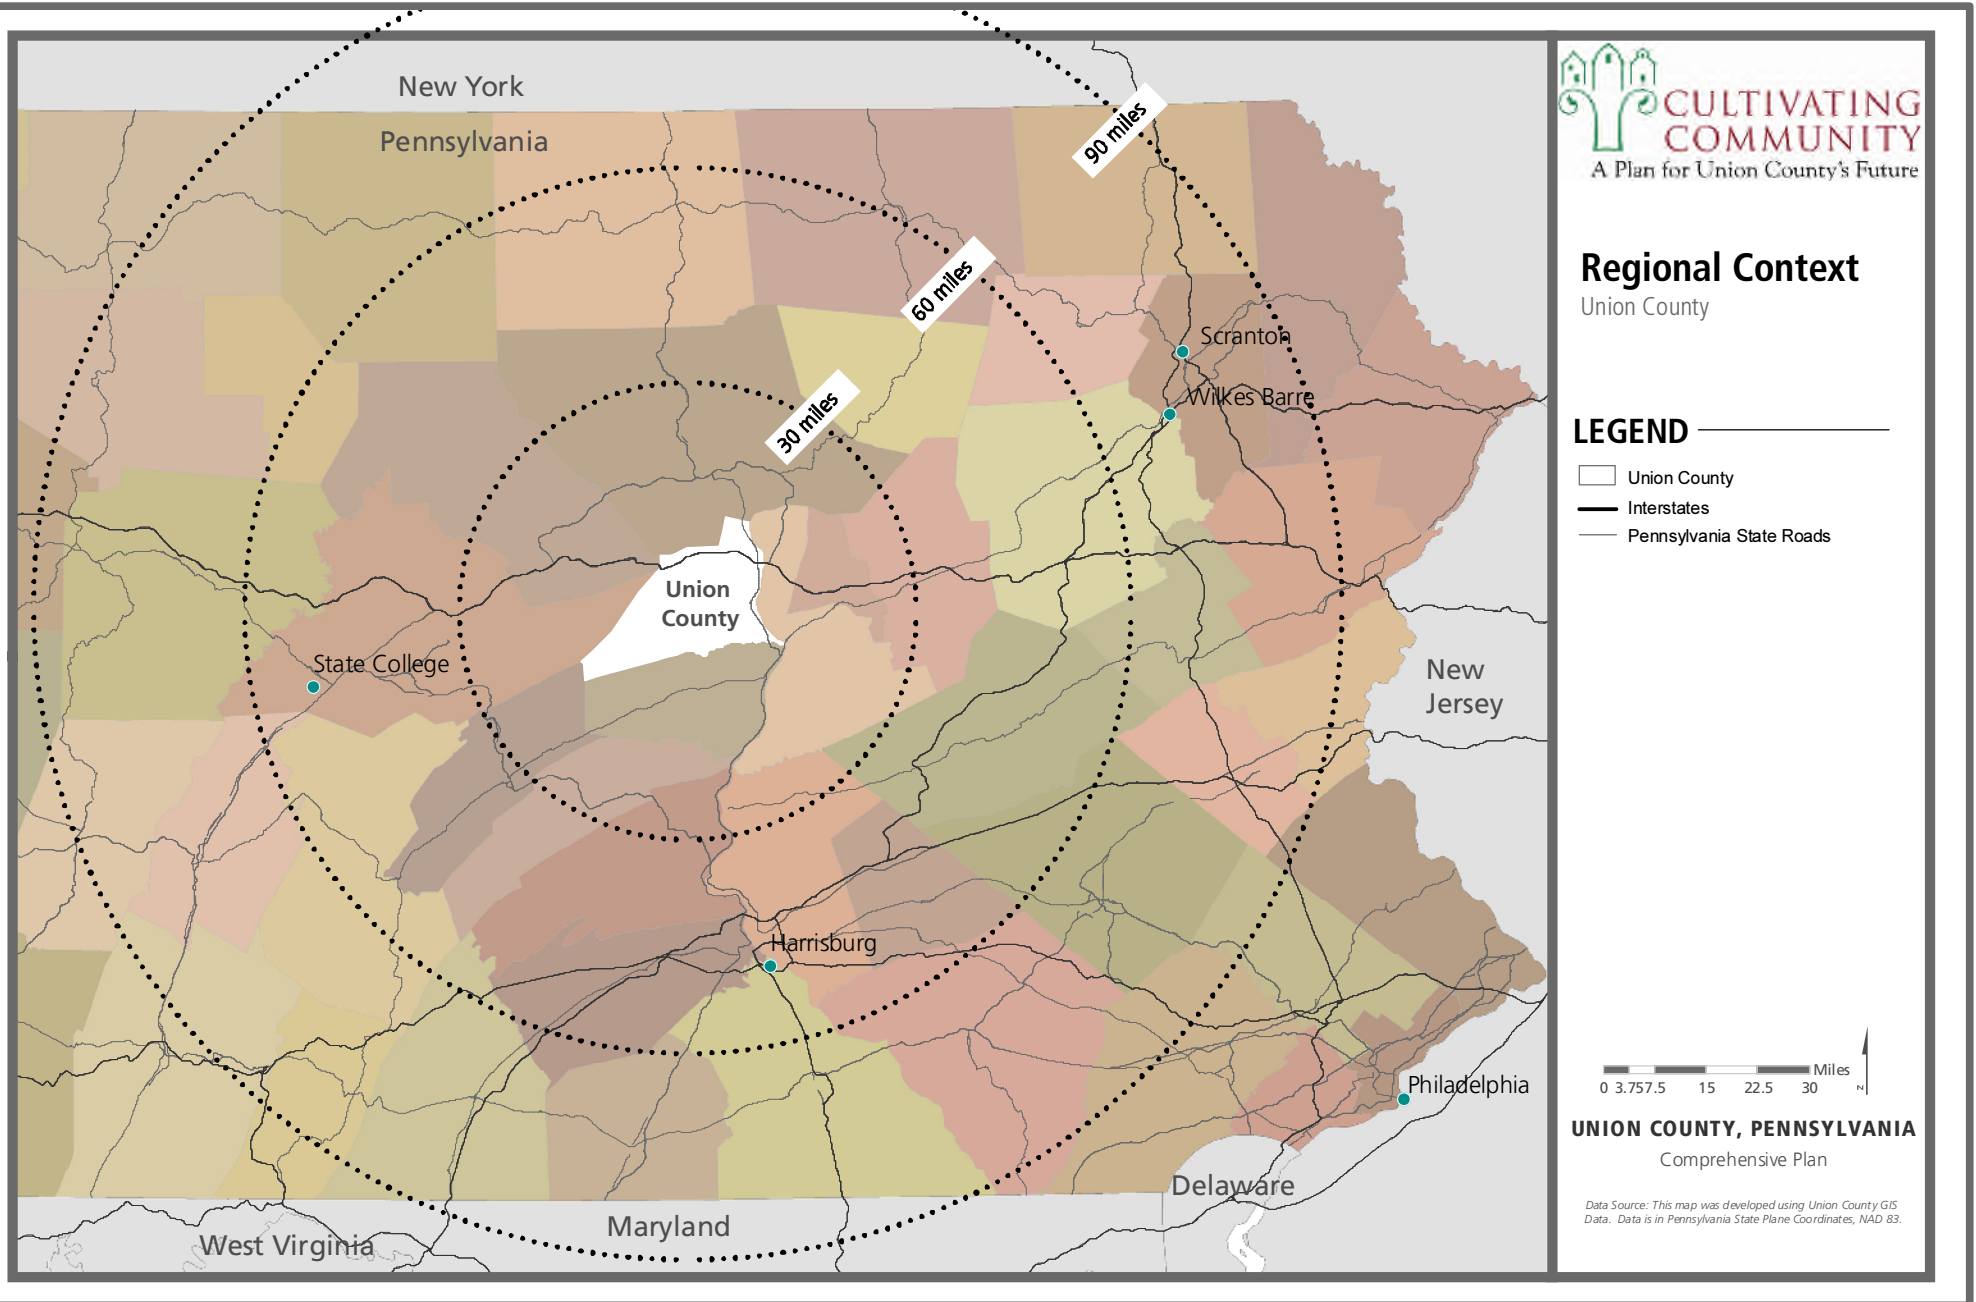 New York
Pennsylvania
90 miles
60 miles
30 miles
Scranton
Wilkes Barre
Union
County
State College
New
Jersey
Harrisburg
Philadelphia
Delaware
Maryland
West Virginia
CULTIVATING
COMMUNITY
A Plan for Union County's Future
Regional Context
Union County
LEGEND
Union County
Interstates
Pennsylvania State Roads
Miles
0 3.757.5 15 22.5 30
N
UNION COUNTY, PENNSYLVANIA
Comprehensive Plan
Data Source: This map was developed using Union County GIS
Data. Data is in Pennsylvania State Plane Coordinates, NAD 83.